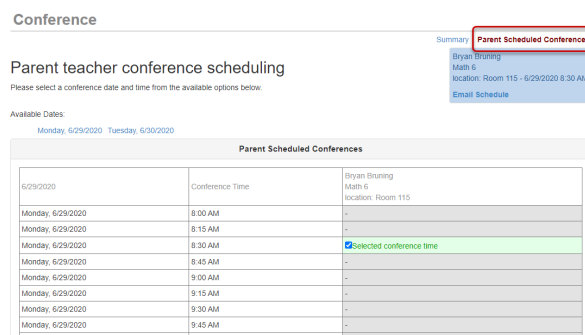 Conference
Summary Parent Scheduled Conference
Bryan Bruning
Math 6
location: Room 115 - 6/29/2020 8:30 AM
Email Schedule
Parent teacher conference scheduling
Please select a conference date and time from the available options below.
Available Dates:
Monday, 6/29/2020 Tuesday, 6/30/2020
Parent Scheduled Conferences
6/29/2020 Conference Time Bryan Bruning
Math 6
location: Room 115
Monday, 6/29/2020 8:00 AM -
Monday, 6/29/2020 8:15 AM -
Monday, 6/29/2020 8:30 AM Selected conference time
Monday, 6/29/2020 8:45 AM -
Monday, 6/29/2020 9:00 AM -
Monday, 6/29/2020 9:15 AM -
Monday, 6/29/2020 9:30 AM -
Monday, 6/29/2020 9:45 AM -